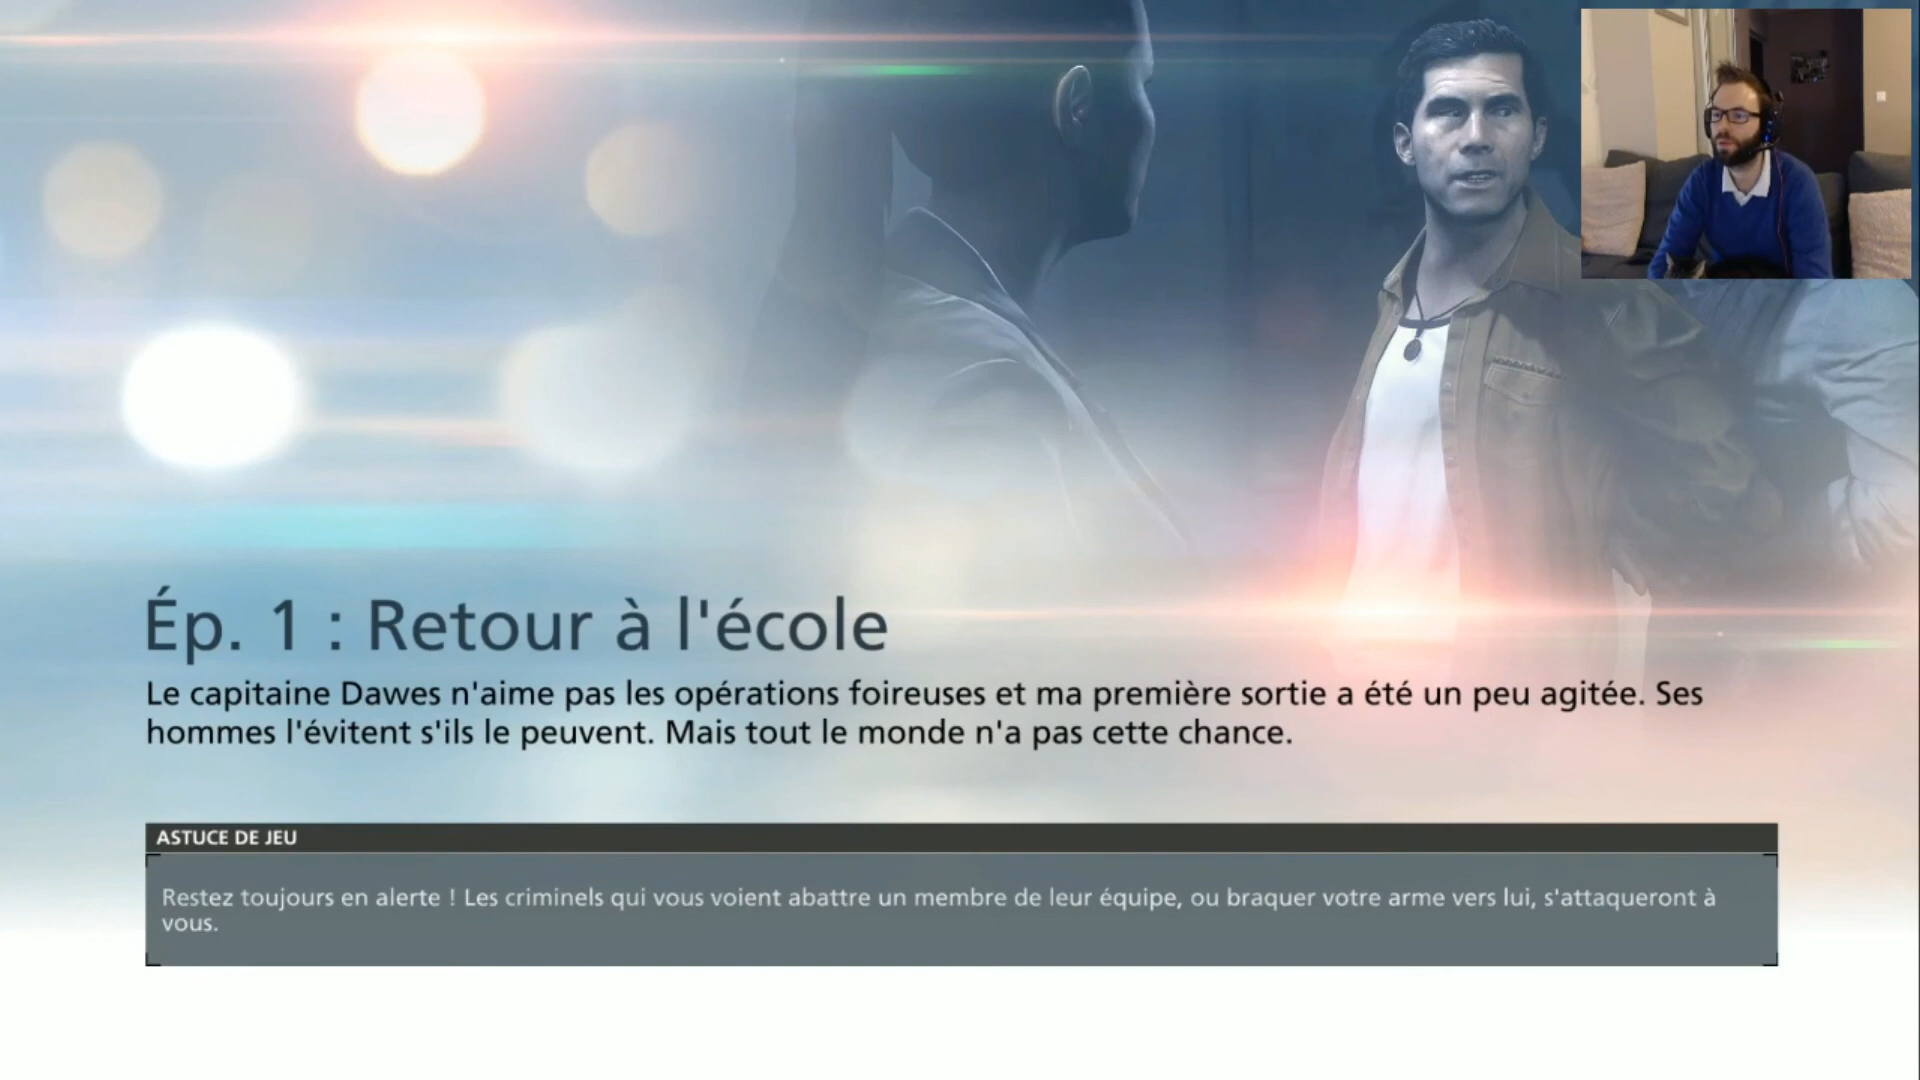 Ép. 1 : Retour à l'école
Le capitaine Dawes n'aime pas les opérations foireuses et ma première sortie a été un peu agitée. Ses
hommes l'évitent s'ils le peuvent. Mais tout le monde n'a pas cette chance.
ASTUCE DE JEU
Restez toujours en alerte ! Les criminels qui vous voient abattre un membre de leur équipe, ou braquer votre arme vers lui, s'attaqueront à
vous.